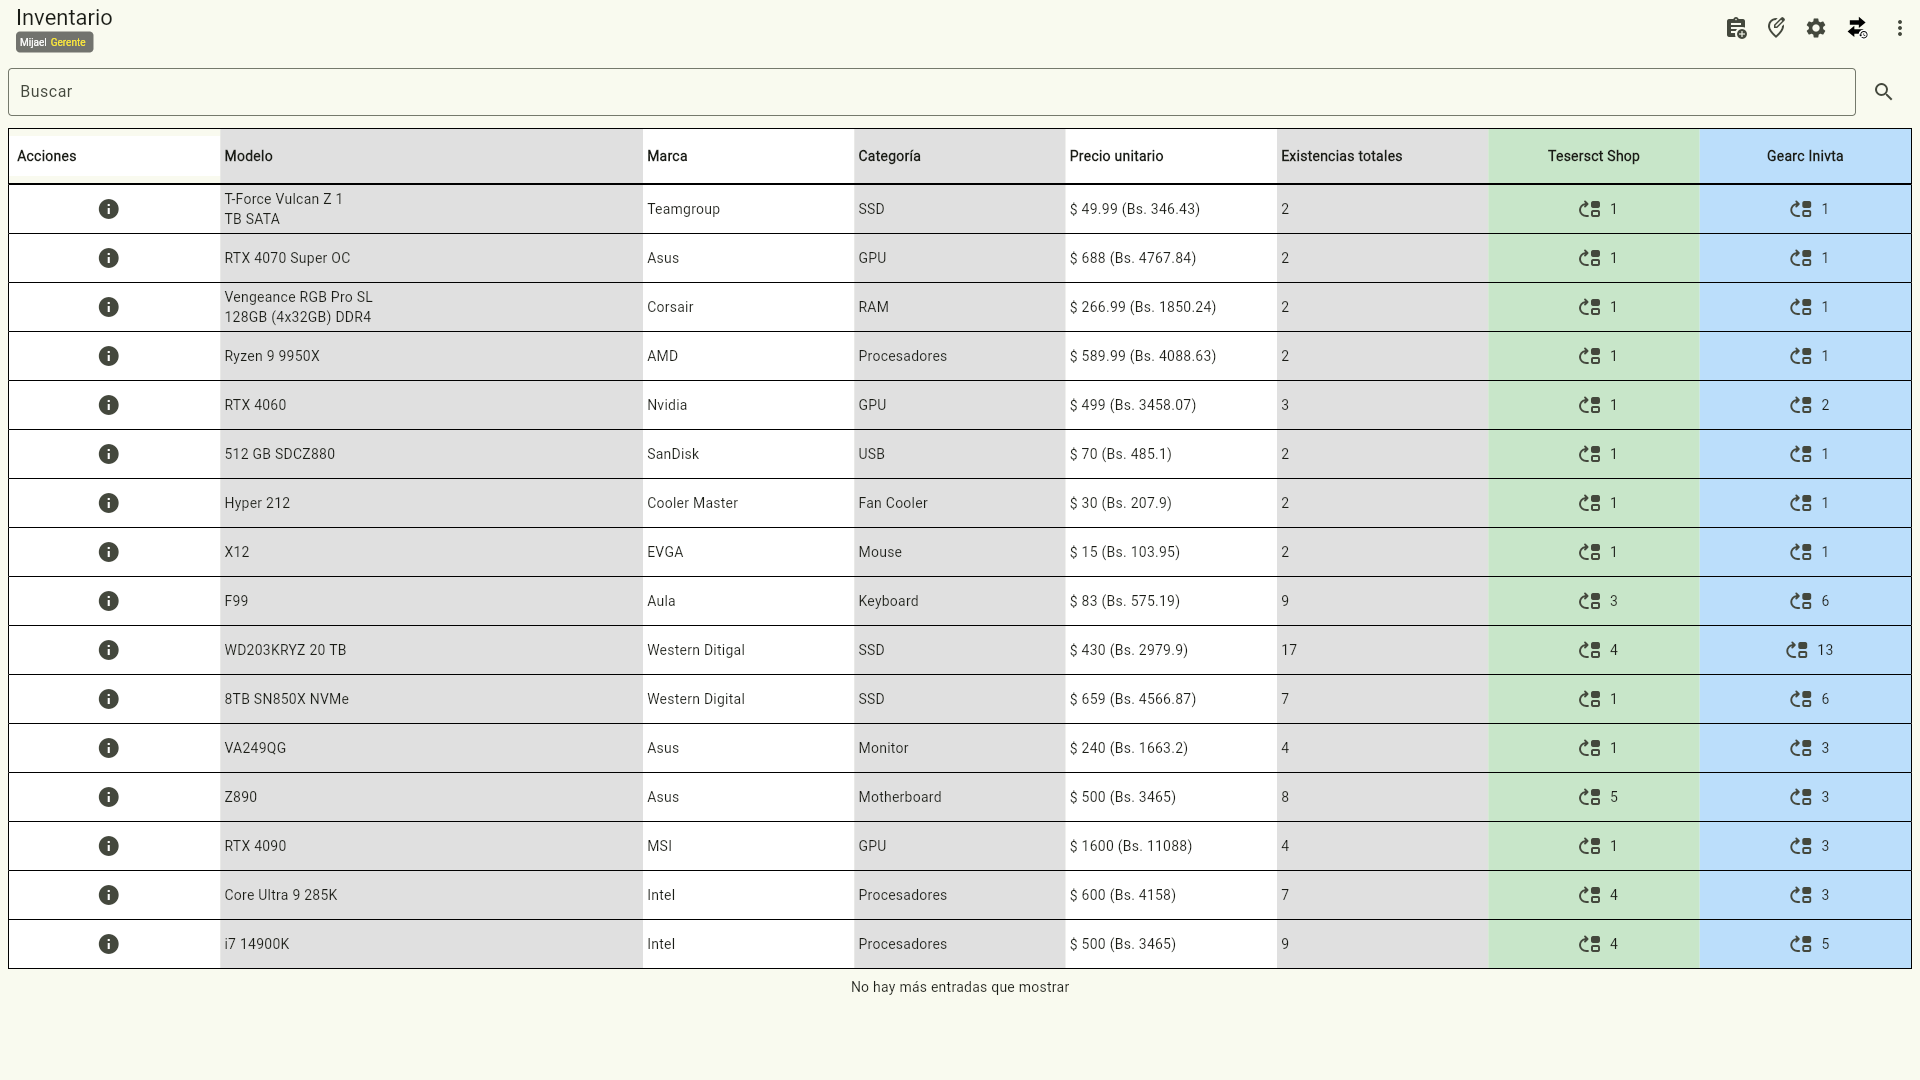 Inventario
Mijael Gerente
Buscar
Acciones Modelo Marca Categoría Precio unitario Existencias totales Tesersct Shop Gearc Inivta
T-Force Vulcan Z 1
TB SATA
Teamgroup SSD $ 49.99 (Bs. 346.43) 2 1 1
RTX 4070 Super OC Asus GPU $ 688 (Bs. 4767.84) 2 1 1
Vengeance RGB Pro SL
128GB (4x32GB) DDR4
Corsair RAM $ 266.99 (Bs. 1850.24) 2 1 1
Ryzen 9 9950X AMD Procesadores $ 589.99 (Bs. 4088.63) 2 1 1
RTX 4060 Nvidia GPU $ 499 (Bs. 3458.07) 3 1 2
512 GB SDCZ880 SanDisk USB $ 70 (Bs. 485.1) 2 1 1
Hyper 212 Cooler Master Fan Cooler $ 30 (Bs. 207.9) 2 1 1
X12 EVGA Mouse $ 15 (Bs. 103.95) 2 1 1
F99 Aula Keyboard $ 83 (Bs. 575.19) 9 3 6
WD203KRYZ 20 TB Western Ditigal SSD $ 430 (Bs. 2979.9) 17 4 13
8TB SN850X NVMe Western Digital SSD $ 659 (Bs. 4566.87) 7 1 6
VA249QG Asus Monitor $ 240 (Bs. 1663.2) 4 1 3
Z890 Asus Motherboard $ 500 (Bs. 3465) 8 5 3
RTX 4090 MSI GPU $ 1600 (Bs. 11088) 4 1 3
Core Ultra 9 285K Intel Procesadores $ 600 (Bs. 4158) 7 4 3
i7 14900K Intel Procesadores $ 500 (Bs. 3465) 9 4 5
No hay más entradas que mostrar